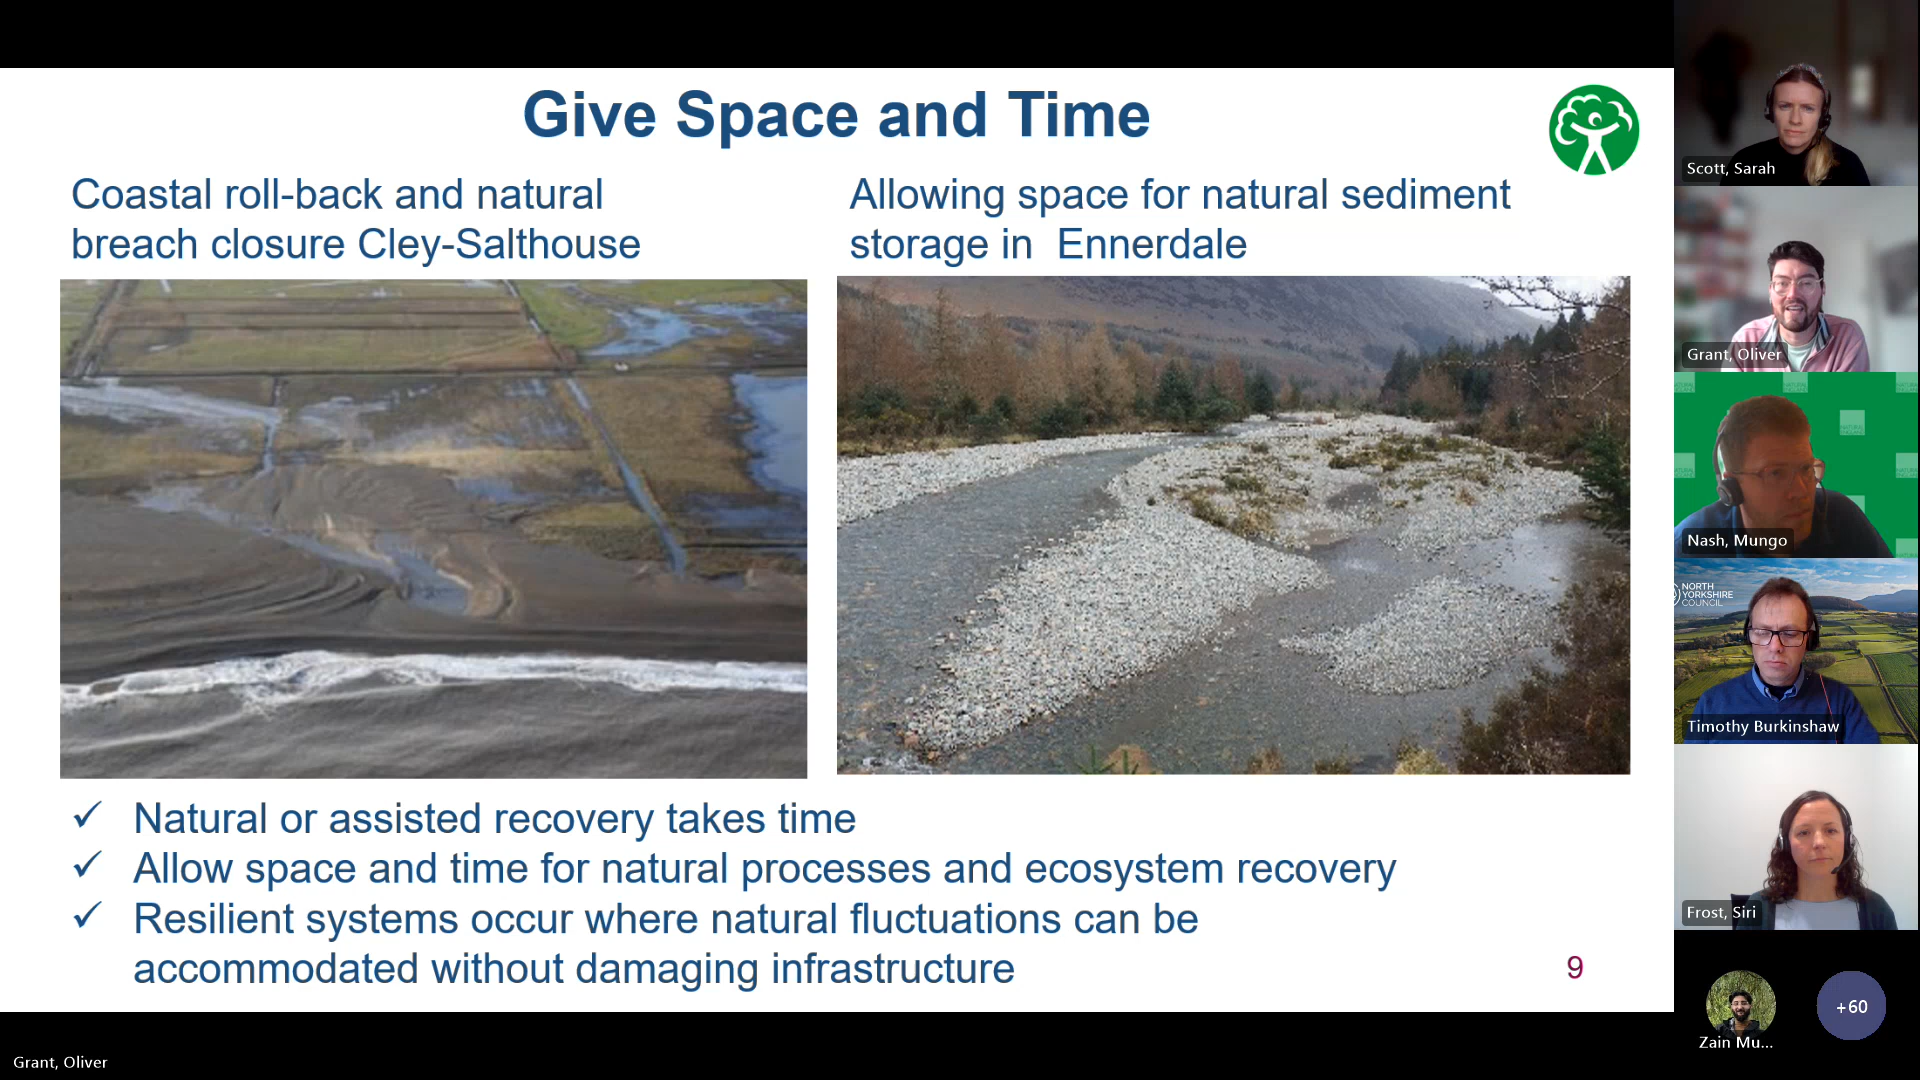 Give Space and Time
Coastal roll-back and natural
breach closure Cley-Salthouse
Allowing space for natural sediment
storage in Ennerdale
✓ Natural or assisted recovery takes time
✓ Allow space and time for natural processes and ecosystem recovery
✓ Resilient systems occur where natural fluctuations can be
accommodated without damaging infrastructure
9
Scott, Sarah
Grant, Oliver
Nash, Mungo
NORTH
YORKSHIRE
COUNCIL
Timothy Burkinshaw
Frost, Siri
Zain Mu...
+60
Grant, Oliver